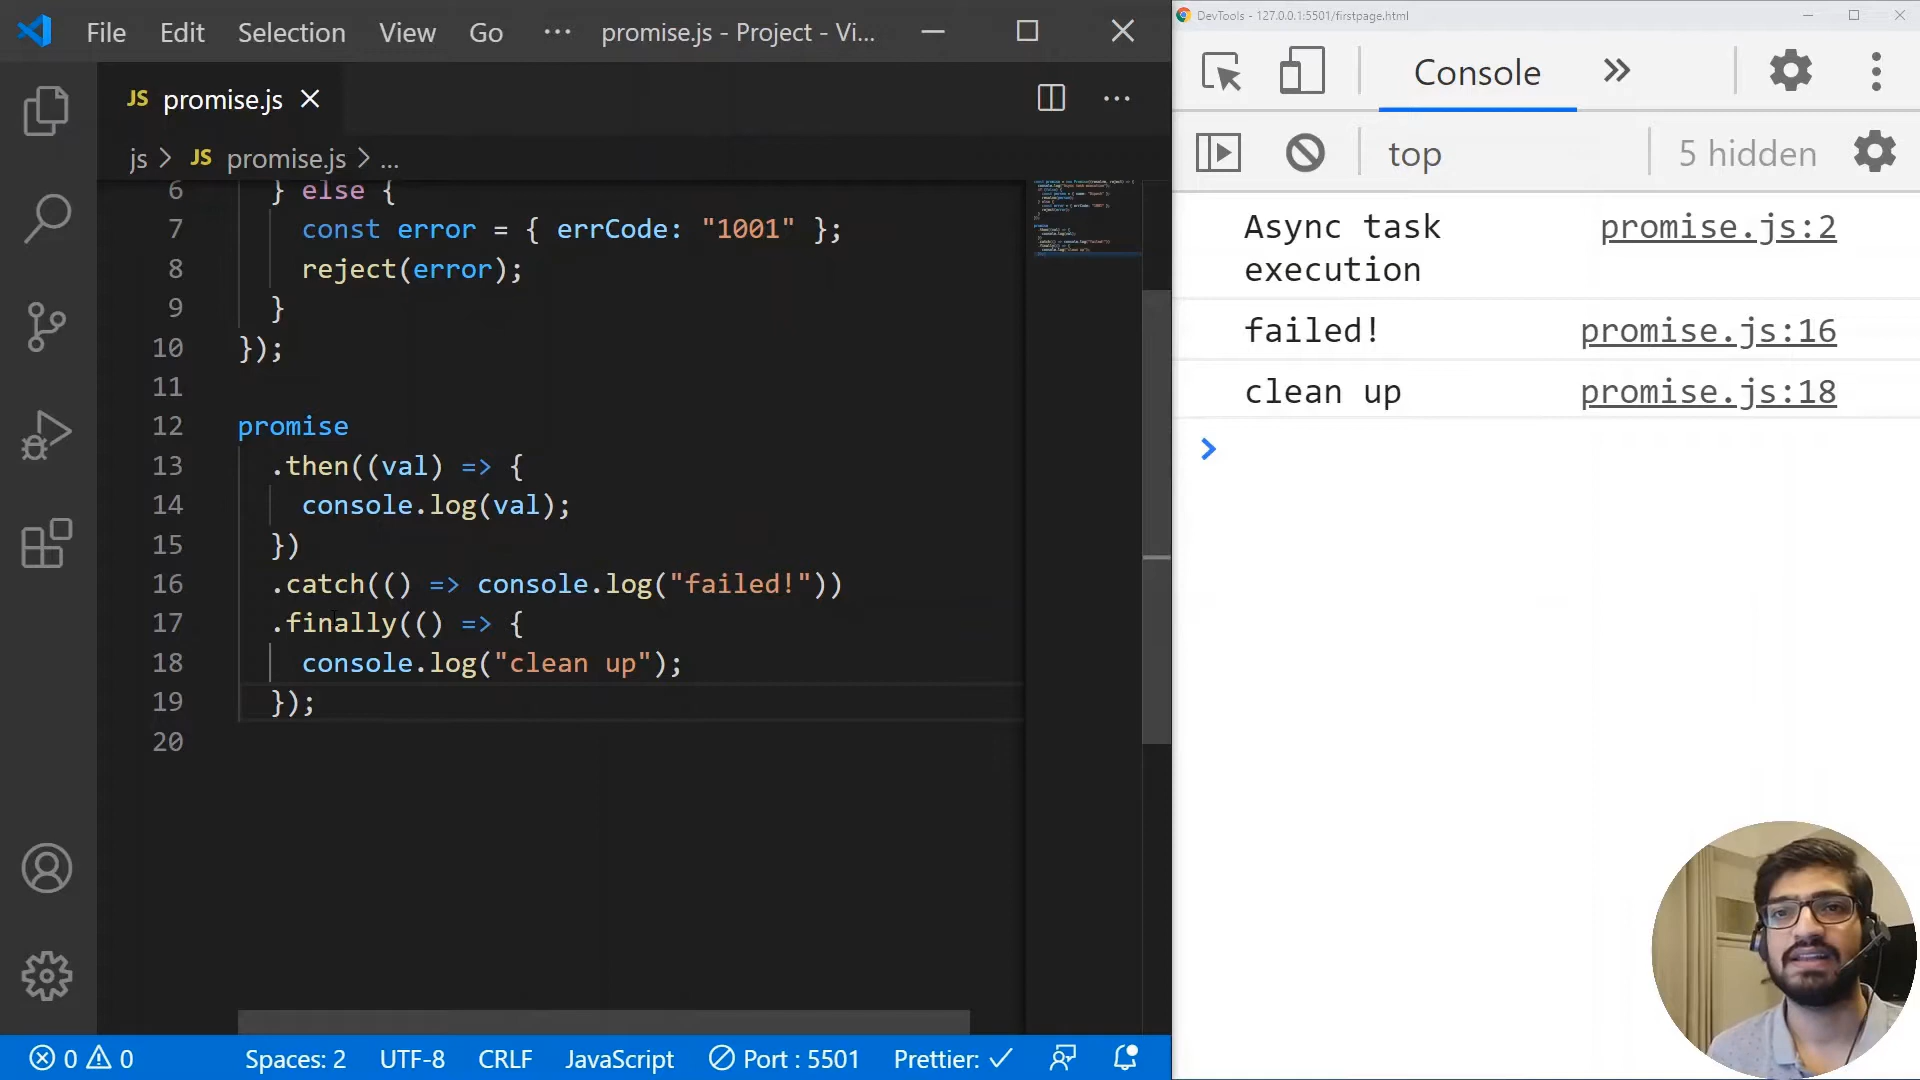 File Edit Selection View Go ··· promise.js - Project - Vi...
JS promise.js
js > JS promise.js > ...
6 } else {
7 const error = { errCode: "1001" };
8 reject(error);
9 }
10 });
11
12 promise
13 .then((val) => {
14 console.log(val);
15 })
16 .catch(() => console.log("failed!"))
17 .finally(() => {
18 console.log("clean up");
19 });
20
0 0 Spaces: 2 UTF-8 CRLF JavaScript Port : 5501 Prettier: ✓
DevTools - 127.0.0.1:5501/firstpage.html
Console
top 5 hidden
Async task promise.js:2
execution
failed! promise.js:16
clean up promise.js:18